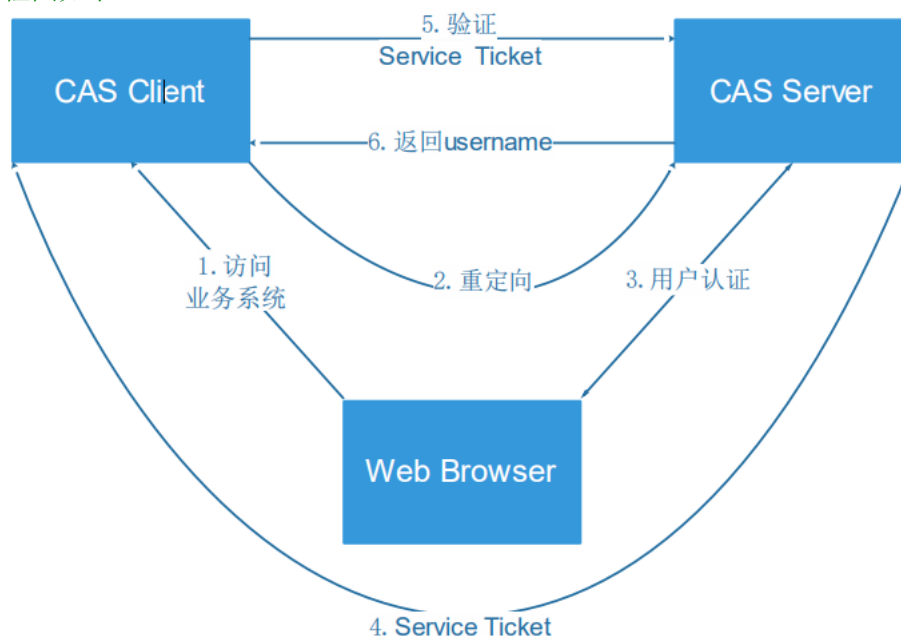 5. 验证
Service Ticket
CAS Client
CAS Server
6. 返回username
1. 访问
业务系统
2. 重定向
3. 用户认证
Web Browser
4. Service Ticket